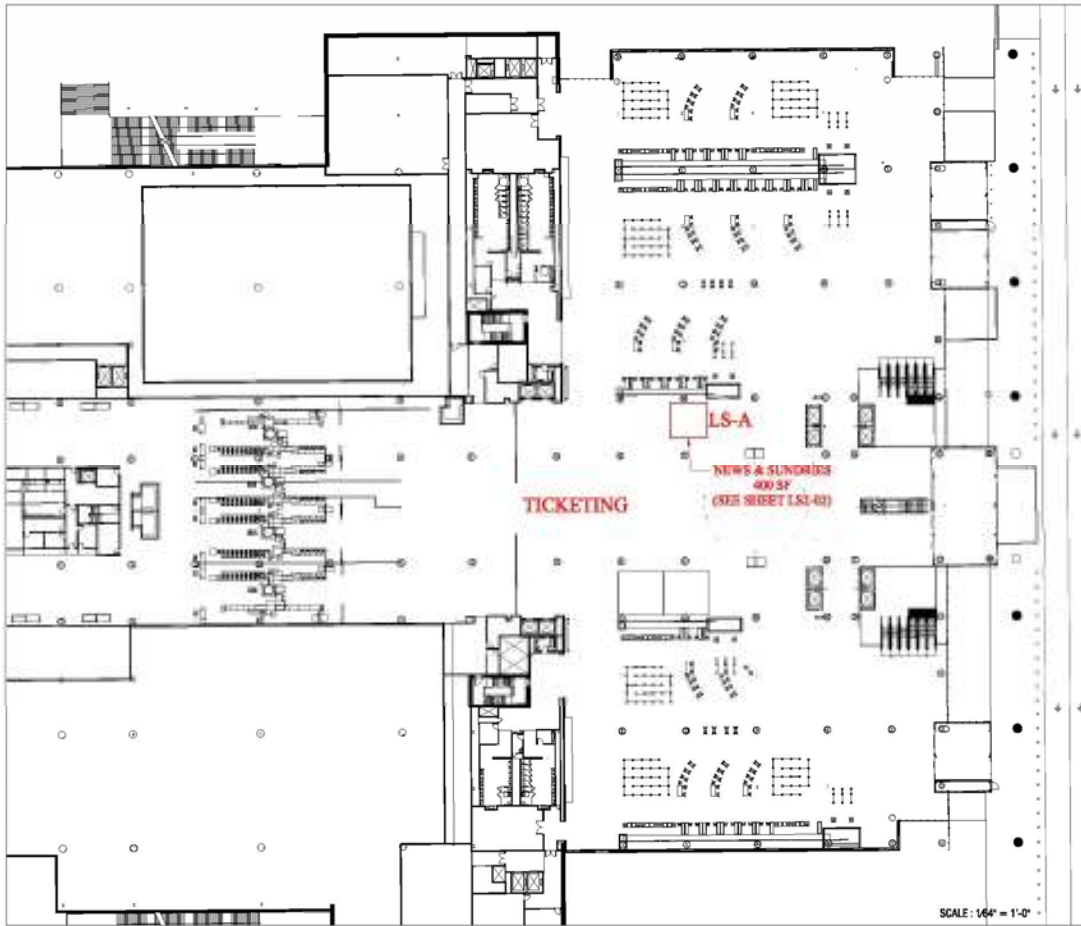 LS-A
NEWS & SUNDRIES
400 SF
(SEE SHEET LS1-02)
TICKETING
SCALE : 1/64" = 1'-0"